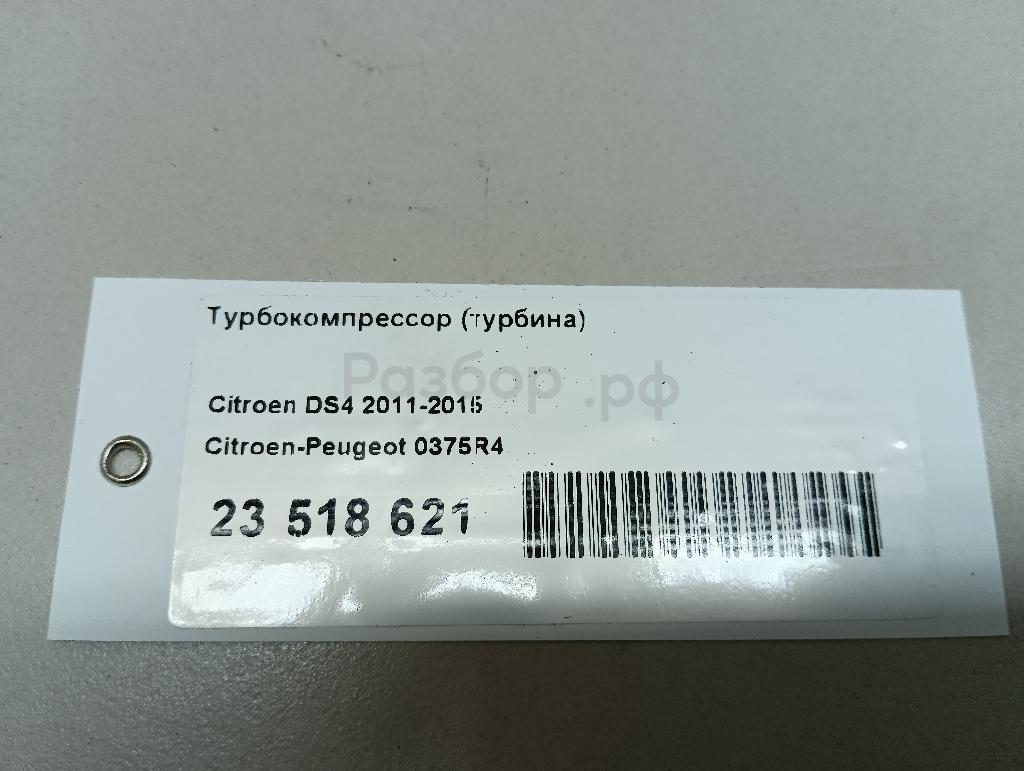 Турбокомпрессор (турбина)
Разбор.рф
Citroen DS4 2011-2015
Citroen-Peugeot 0375R4
23 518 621